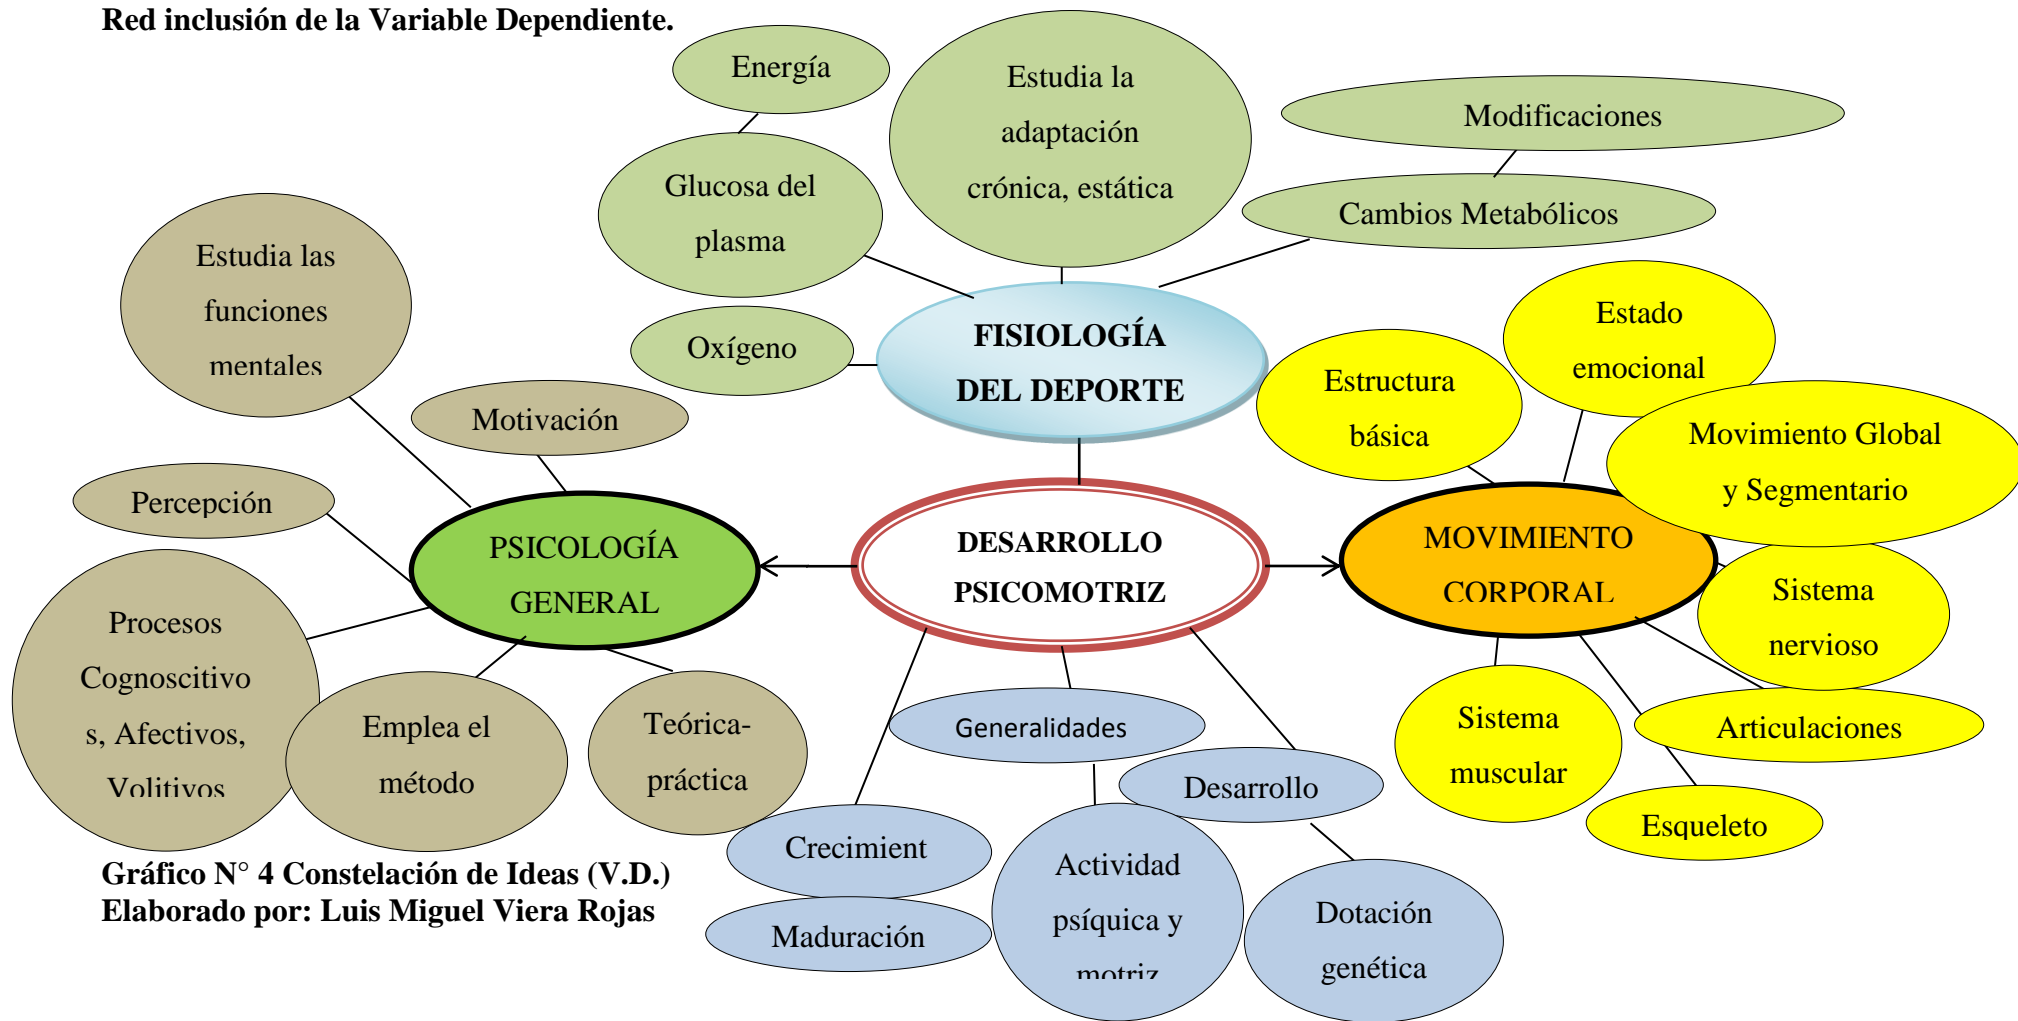 Red inclusión de la Variable Dependiente.
Energía
Estudia la
adaptación
crónica, estática
Modificaciones
Glucosa del
plasma
Cambios Metabólicos
Oxígeno
FISIOLOGÍA
DEL DEPORTE
Estudia las
funciones
mentales
Motivación
Percepción
PSICOLOGÍA
GENERAL
Procesos
Cognoscitivo
s, Afectivos,
Volitivos
Emplea el
método
Teórica-
práctica
DESARROLLO
PSICOMOTRIZ
Generalidades
Desarrollo
Crecimient
Maduración
Actividad
psíquica y
motriz
Dotación
genética
Estructura
básica
Estado
emocional
Movimiento Global
y Segmentario
MOVIMIENTO
CORPORAL
Sistema
nervioso
Sistema
muscular
Articulaciones
Esqueleto
Gráfico N° 4 Constelación de Ideas (V.D.)
Elaborado por: Luis Miguel Viera Rojas